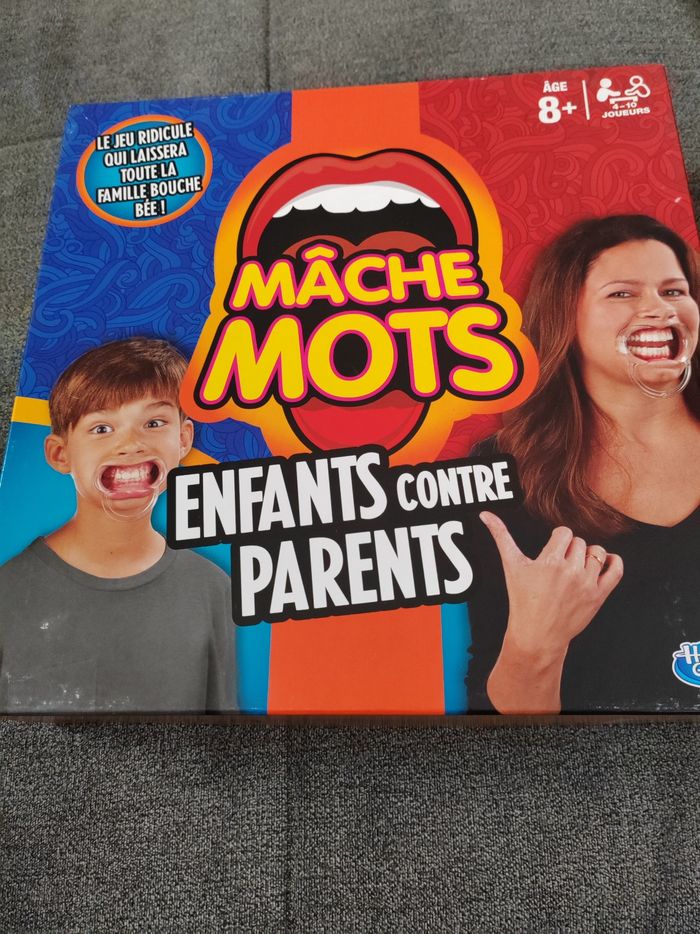 LE JEU RIDICULE
QUI LAISSERA
TOUTE LA
FAMILLE BOUCHE
BÉE !
ÂGE
8+
4-10
JOUEURS
MÂCHE
MOTS
ENFANTS CONTRE
PARENTS